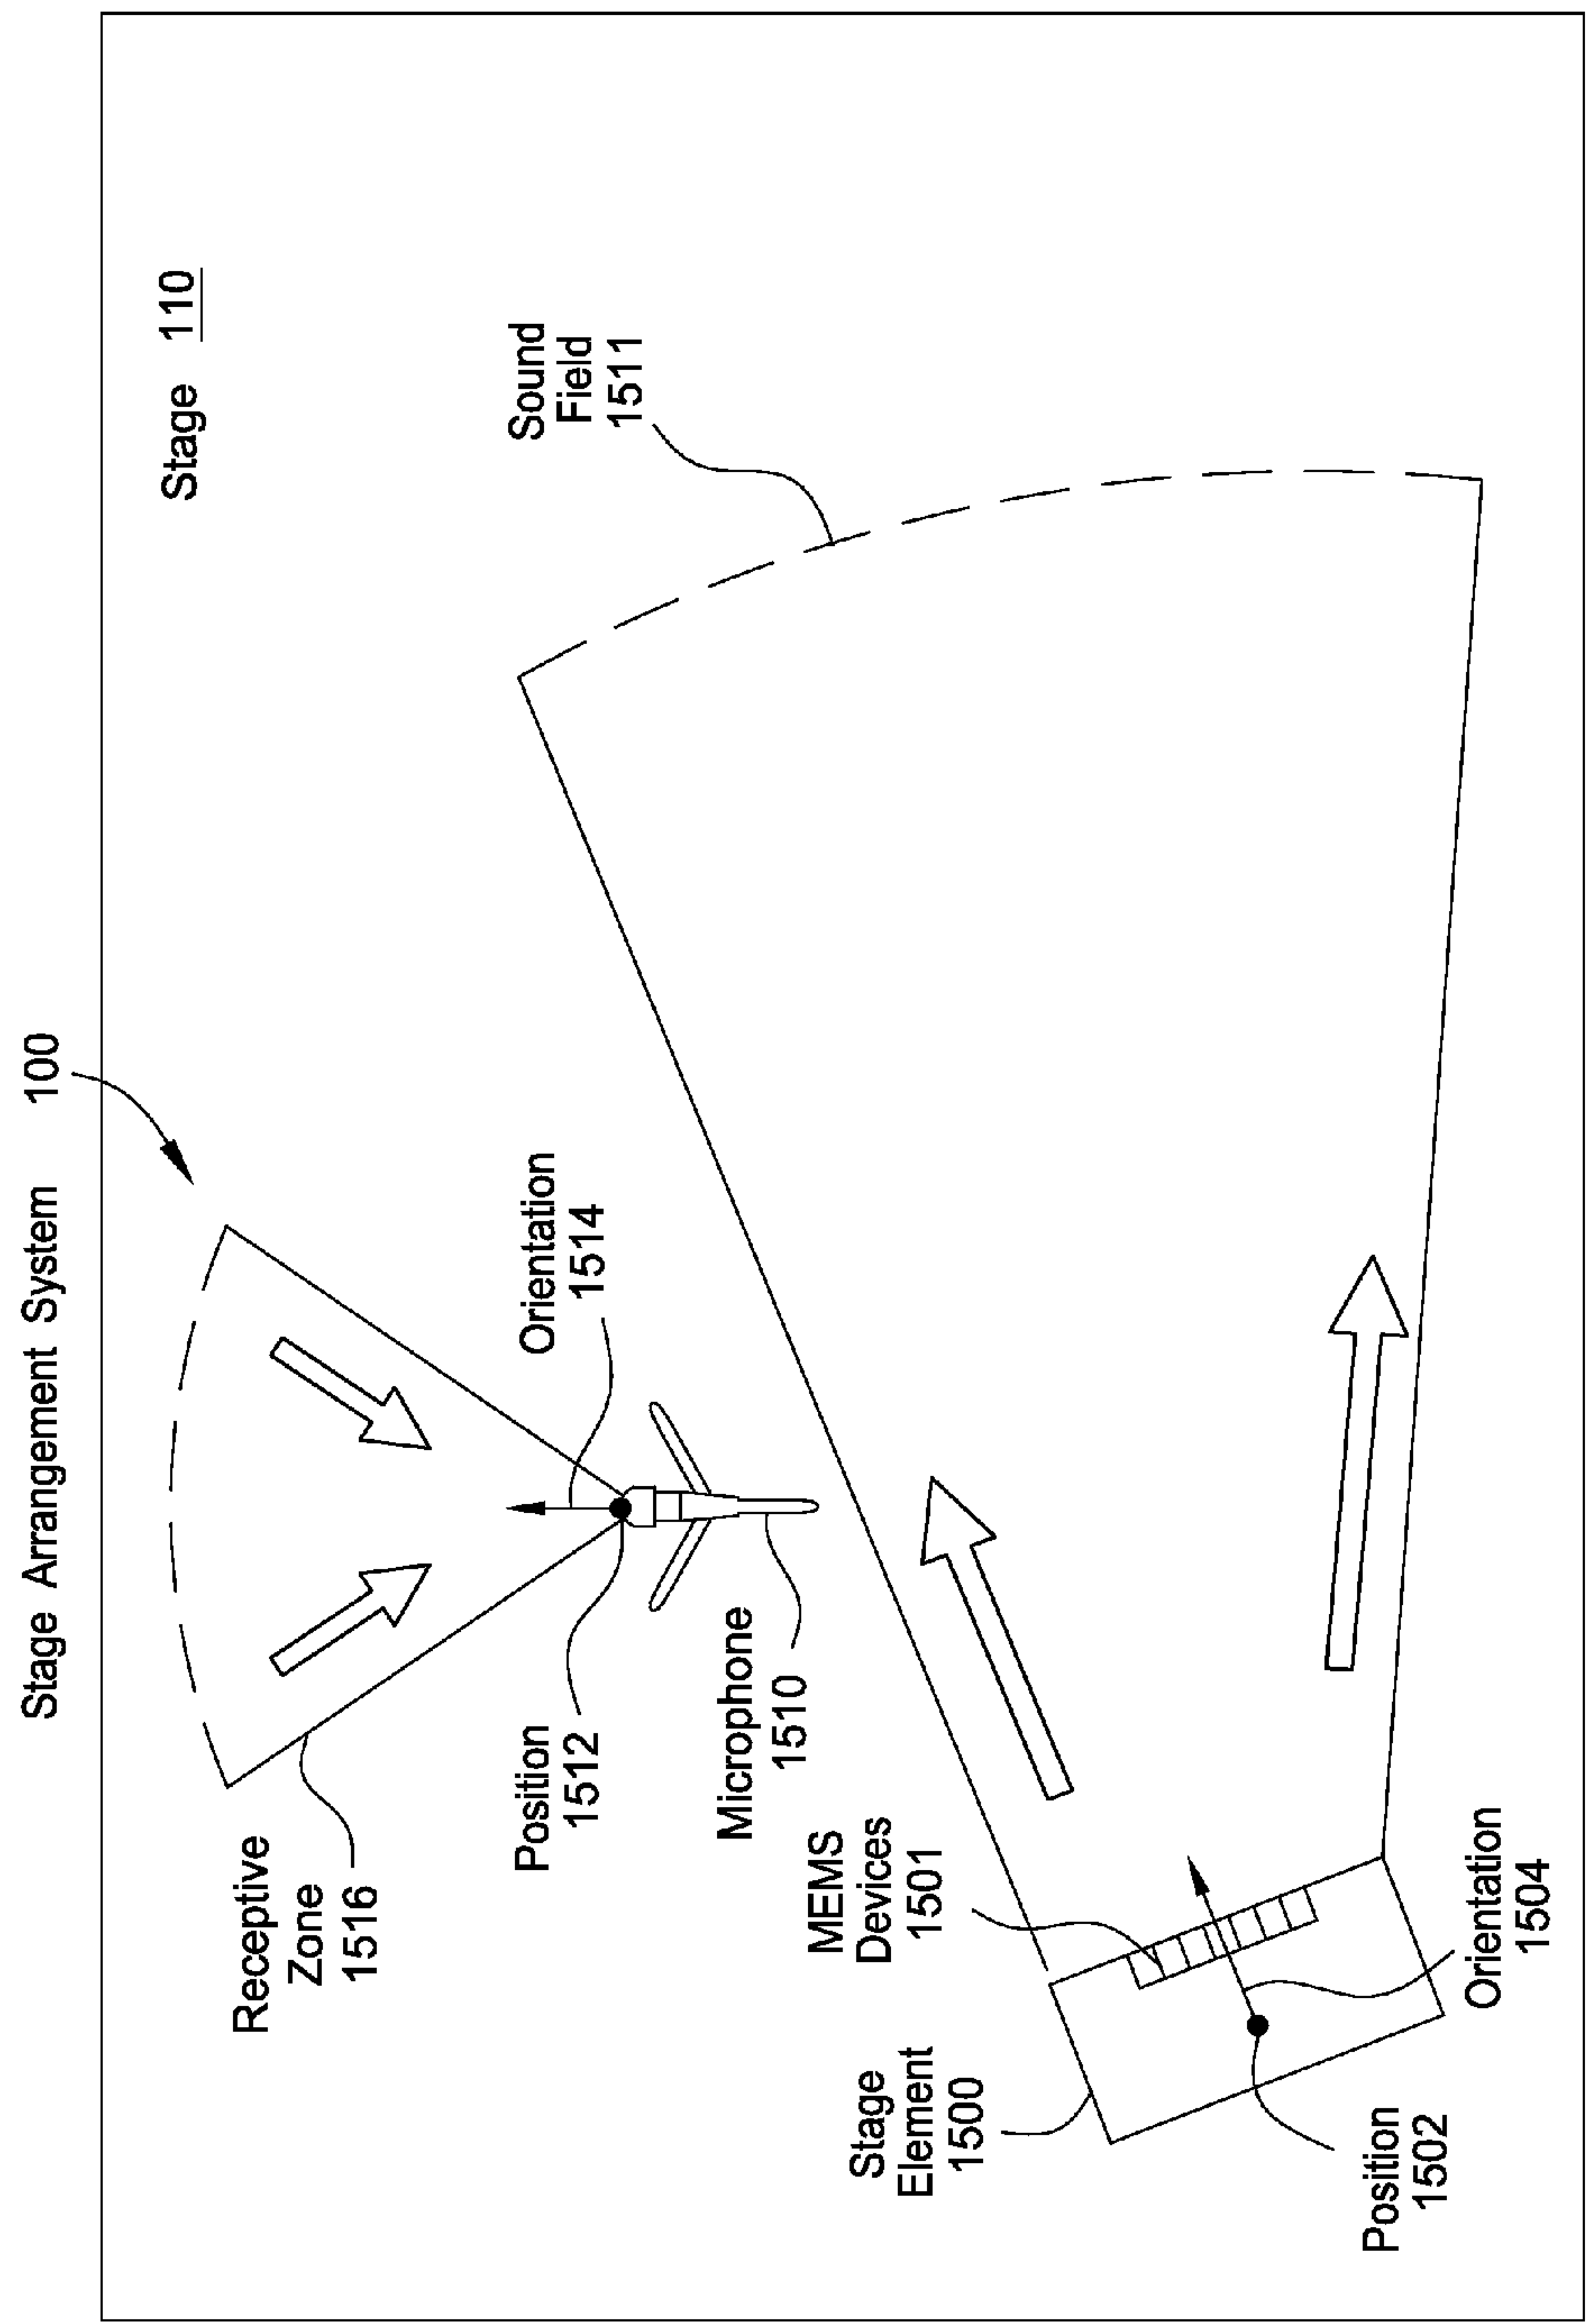 Stage Arrangement System 100
Stage 110
Receptive
Zone
1516
Position
1512
Orientation
1514
Sound
Field
1511
Microphone
1510
MEMS
Devices
1501
Stage
Element
1500
Position
1502
Orientation
1504